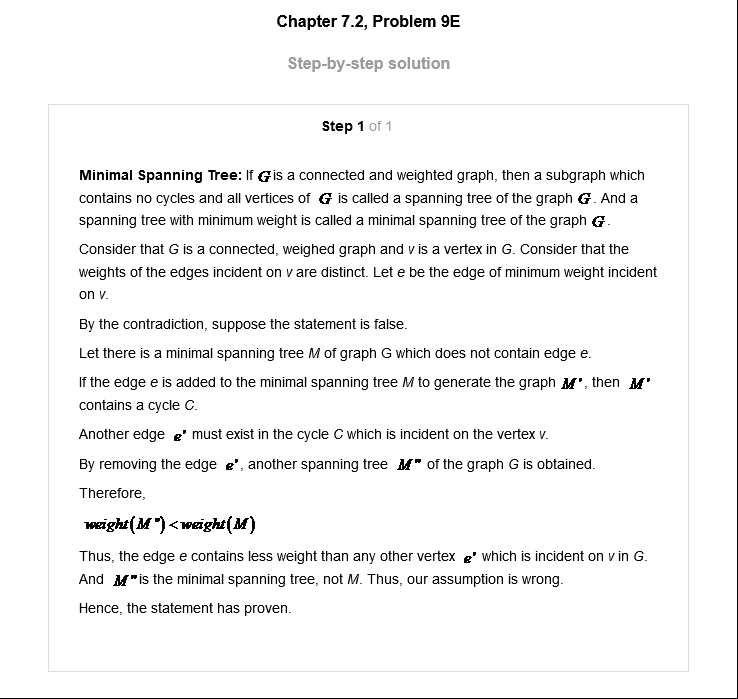 Chapter 7.2, Problem 9E
Step-by-step solution
Step 1 of 1
Minimal Spanning Tree: If G is a connected and weighted graph, then a subgraph which
contains no cycles and all vertices of G is called a spanning tree of the graph G. And a
spanning tree with minimum weight is called a minimal spanning tree of the graph G.
Consider that G is a connected, weighed graph and v is a vertex in G. Consider that the
weights of the edges incident on v are distinct. Let e be the edge of minimum weight incident
on v.
By the contradiction, suppose the statement is false.
Let there is a minimal spanning tree M of graph G which does not contain edge e.
If the edge e is added to the minimal spanning tree M to generate the graph M', then M'
contains a cycle C.
Another edge e' must exist in the cycle C which is incident on the vertex v.
By removing the edge e', another spanning tree M" of the graph G is obtained.
Therefore,
weight(M")<weight(M)
Thus, the edge e contains less weight than any other vertex e' which is incident on v in G.
And M" is the minimal spanning tree, not M. Thus, our assumption is wrong.
Hence, the statement has proven.